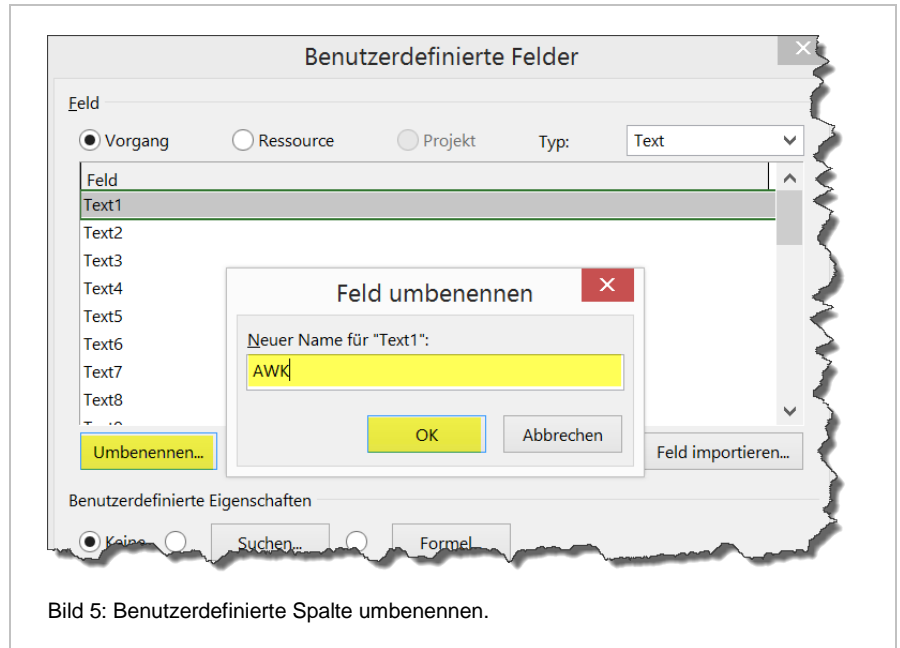 Benutzerdefinierte Felder
Feld
Vorgang Ressource Projekt Typ: Text
Feld
Text1
Text2
Text3
Text4
Text5
Text6
Text7
Text8
Feld umbenennen
Neuer Name für "Text1":
AWK
OK Abbrechen
Umbenennen... Feld importieren...
Benutzerdefinierte Eigenschaften
Keine Suchen... Formel...
Bild 5: Benutzerdefinierte Spalte umbenennen.